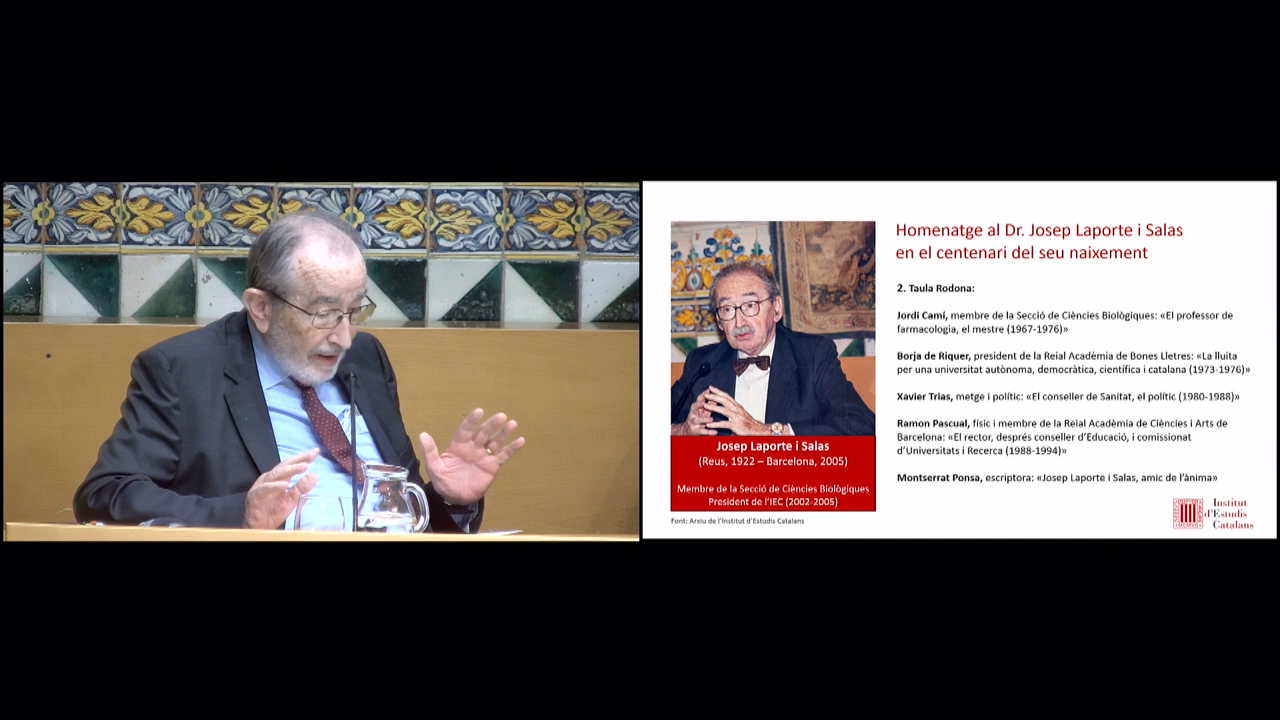 Homenatge al Dr. Josep Laporte i Salas
en el centenari del seu naixement
2. Taula Rodona:
Jordi Camí, membre de la Secció de Ciències Biològiques: «El professor de
farmacologia, el mestre (1967-1976)»
Borja de Riquer, president de la Reial Acadèmia de Bones Lletres: «La lluita
per una universitat autònoma, democràtica, científica i catalana (1973-1976)»
Xavier Trias, metge i polític: «El conseller de Sanitat, el polític (1980-1988)»
Ramon Pascual, físic i membre de la Reial Acadèmia de Ciències i Arts de
Barcelona: «El rector, després conseller d'Educació, i comissionat
d'Universitats i Recerca (1988-1994)»
Montserrat Ponsa, escriptora: «Josep Laporte i Salas, amic de l'ànima»
Josep Laporte i Salas
(Reus, 1922 – Barcelona, 2005)
Membre de la Secció de Ciències Biològiques
President de l'IEC (2002-2005)
Font: Arxiu de l'Institut d'Estudis Catalans
Institut
d'Estudis
Catalans